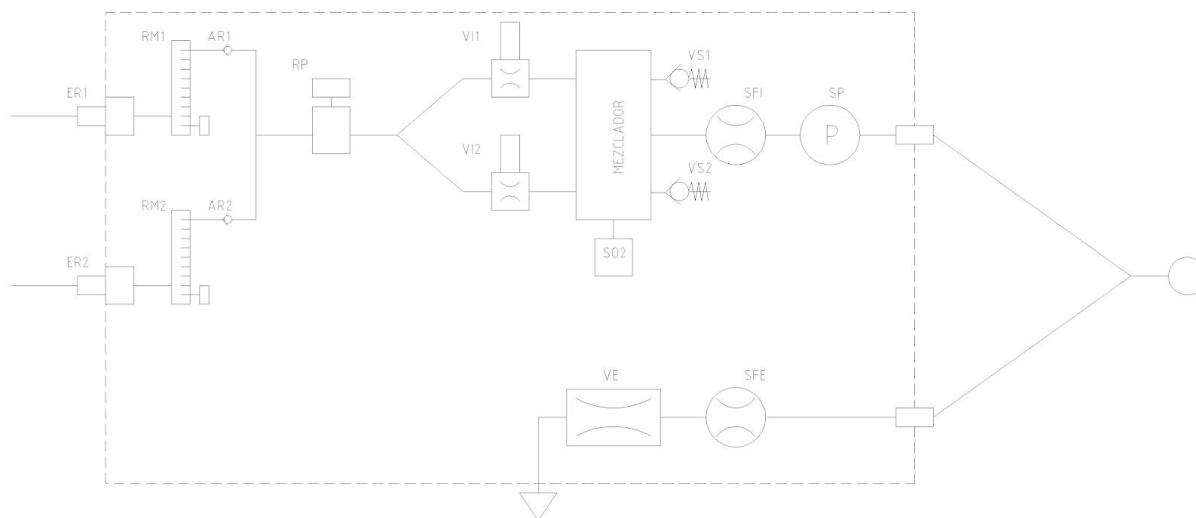 RM1
AR1
ER1
RP
VI1
VI2
MEZCLADOR
VS1
VS2
SFI
SP
P
RM2
AR2
ER2
SO2
VE
SFE